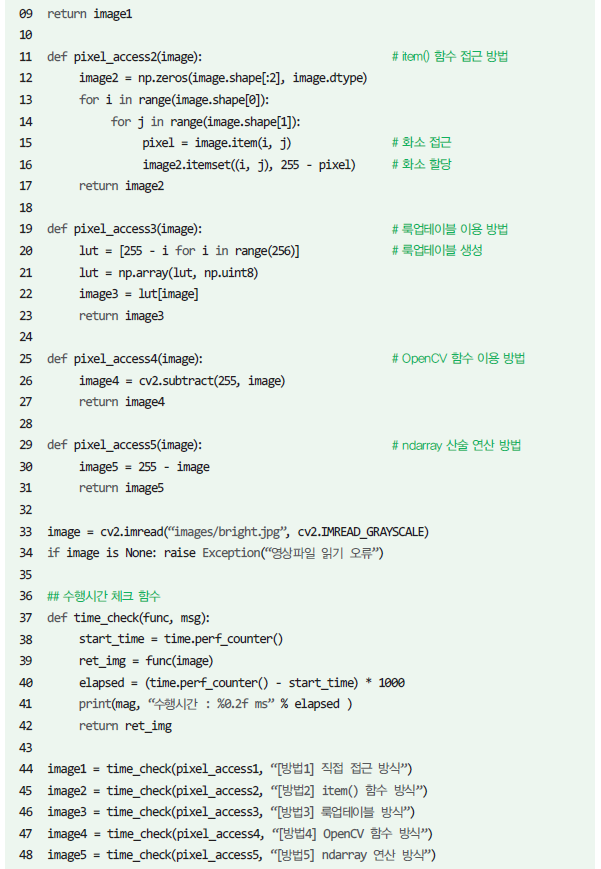 09 return image1
10
11 def pixel_access2(image): # item() 함수 접근 방법
12 image2 = np.zeros(image.shape[:2], image.dtype)
13 for i in range(image.shape[0]):
14 for j in range(image.shape[1]):
15 pixel = image.item(i, j) # 화소 접근
16 image2.itemset((i, j), 255 - pixel) # 화소 할당
17 return image2
18
19 def pixel_access3(image): # 룩업테이블 이용 방법
20 lut = [255 - i for i in range(256)] # 룩업테이블 생성
21 lut = np.array(lut, np.uint8)
22 image3 = lut[image]
23 return image3
24
25 def pixel_access4(image): # OpenCV 함수 이용 방법
26 image4 = cv2.subtract(255, image)
27 return image4
28
29 def pixel_access5(image): # ndarray 산술 연산 방법
30 image5 = 255 - image
31 return image5
32
33 image = cv2.imread(“images/bright.jpg”, cv2.IMREAD_GRAYSCALE)
34 if image is None: raise Exception(“영상파일 읽기 오류”)
35
36 ## 수행시간 체크 함수
37 def time_check(func, msg):
38 start_time = time.perf_counter()
39 ret_img = func(image)
40 elapsed = (time.perf_counter() - start_time) * 1000
41 print(mag, “수행시간 : %0.2f ms” % elapsed )
42 return ret_img
43
44 image1 = time_check(pixel_access1, “[방법1] 직접 접근 방식”)
45 image2 = time_check(pixel_access2, “[방법2] item() 함수 방식”)
46 image3 = time_check(pixel_access3, “[방법3] 룩업테이블 방식”)
47 image4 = time_check(pixel_access4, “[방법4] OpenCV 함수 방식”)
48 image5 = time_check(pixel_access5, “[방법5] ndarray 연산 방식”)